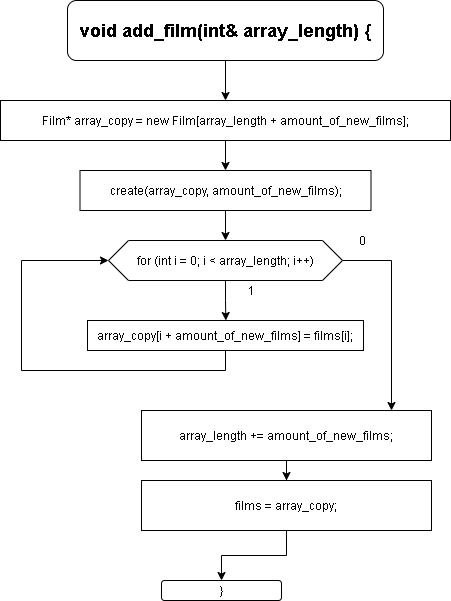 void add_film(int& array_length) {
Film* array_copy = new Film[array_length + amount_of_new_films];
create(array_copy, amount_of_new_films);
0
for (int i = 0; i < array_length; i++)
1
array_copy[i + amount_of_new_films] = films[i];
array_length += amount_of_new_films;
films = array_copy;
}